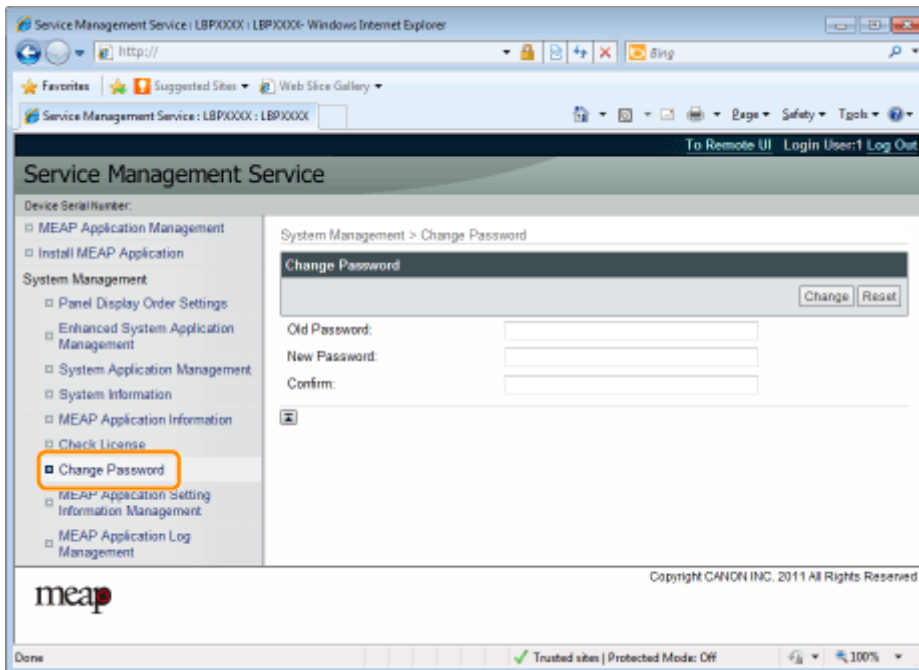 Service Management Service : LBPXXXX : LBPXXXX- Windows Internet Explorer
http://
Bing
Favorites Suggested Sites Web Slice Gallery
Service Management Service : LBPXXXX : LBPXXXX
Page Safety Tools
To Remote UI Login User:1 Log Out
Service Management Service
Device Serial Number:
MEAP Application Management
Install MEAP Application
System Management
Panel Display Order Settings
Enhanced System Application
Management
System Application Management
System Information
MEAP Application Information
Check License
Change Password
MEAP Application Setting
Information Management
MEAP Application Log
Management
System Management > Change Password
Change Password
Change Reset
Old Password:
New Password:
Confirm:
Copyright CANON INC. 2011 All Rights Reserved
meap
Done
Trusted sites | Protected Mode: Off
100%